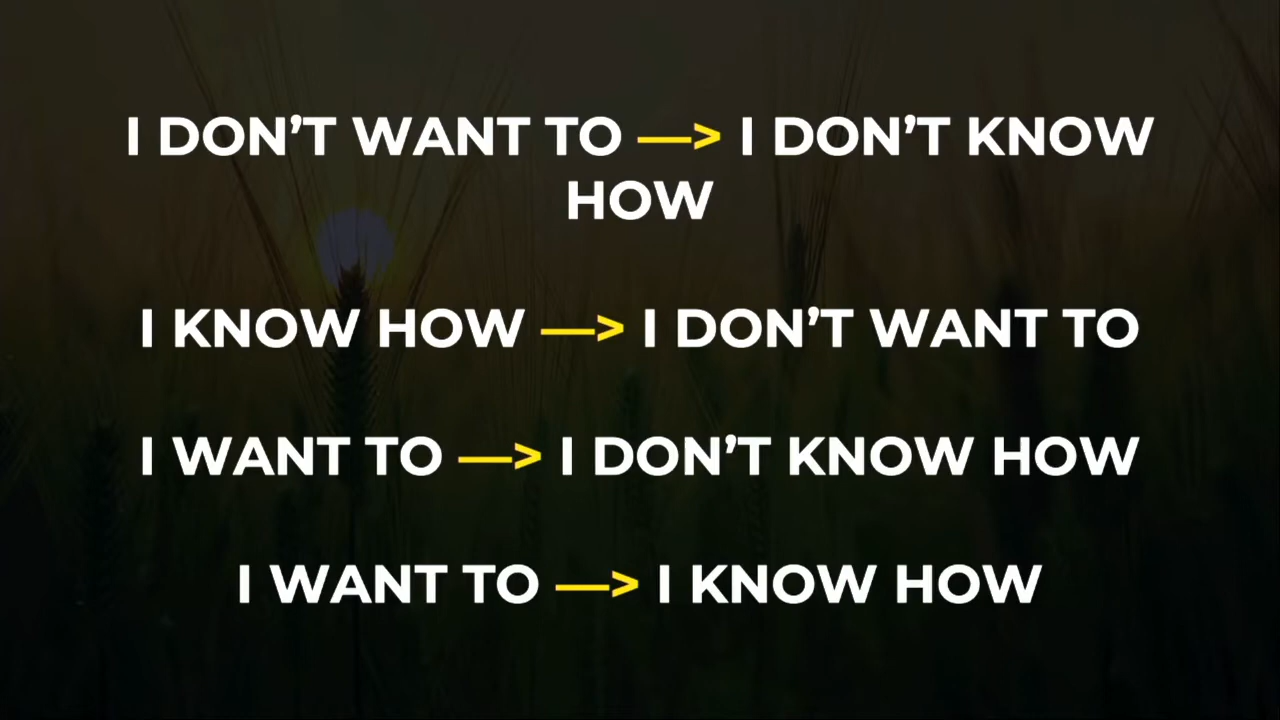 I DON’T WANT TO —> I DON’T KNOW
HOW
I KNOW HOW —> I DON’T WANT TO
I WANT TO —> I DON’T KNOW HOW
I WANT TO —> I KNOW HOW